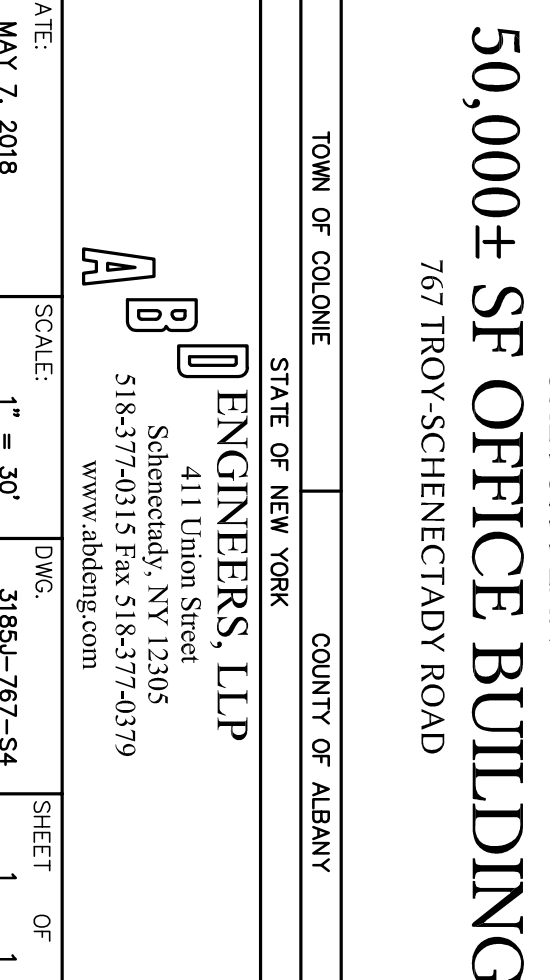 50,000± SF OFFICE BUILDING
767 TROY-SCHENECTADY ROAD
TOWN OF COLONIE
COUNTY OF ALBANY
STATE OF NEW YORK
ABD ENGINEERS, LLP
411 Union Street
Schenectady, NY 12305
518-377-0315 Fax 518-377-0379
www.abdeng.com
ATE:
MAY 7, 2018
SCALE:
1" = 30'
DWG.
3185J-767-S4
SHEET OF
1 1